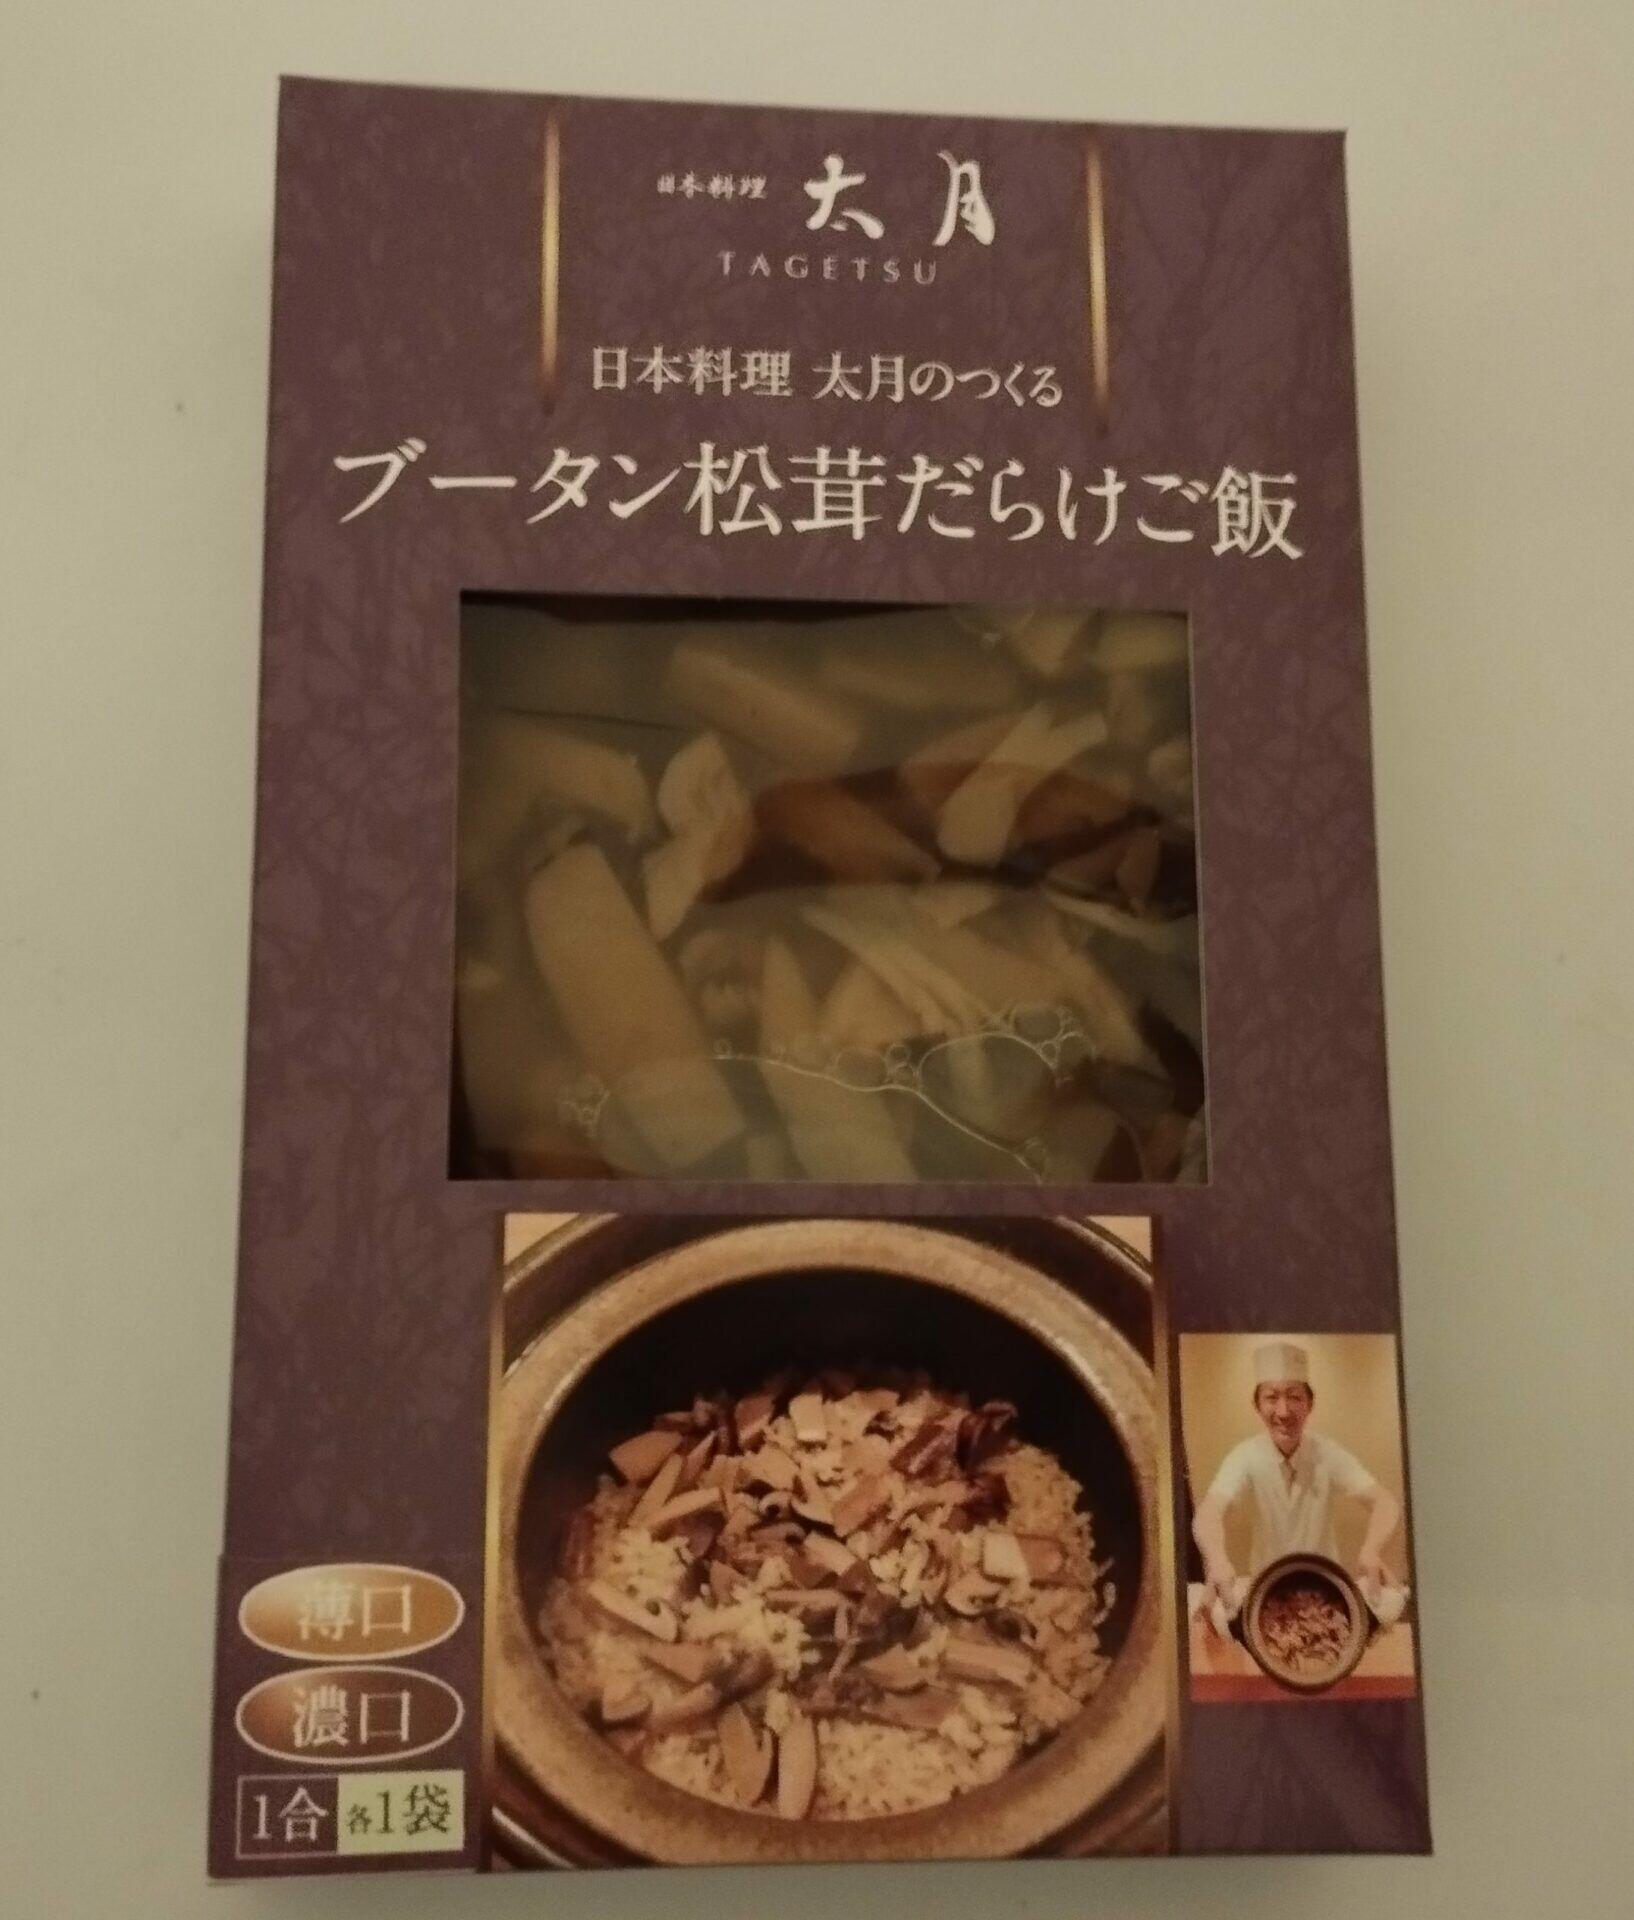 日本料理 太月
TAGETSU
日本料理 太月のつくる
ブータン松茸だらけご飯
薄口
濃口
1合 各1袋